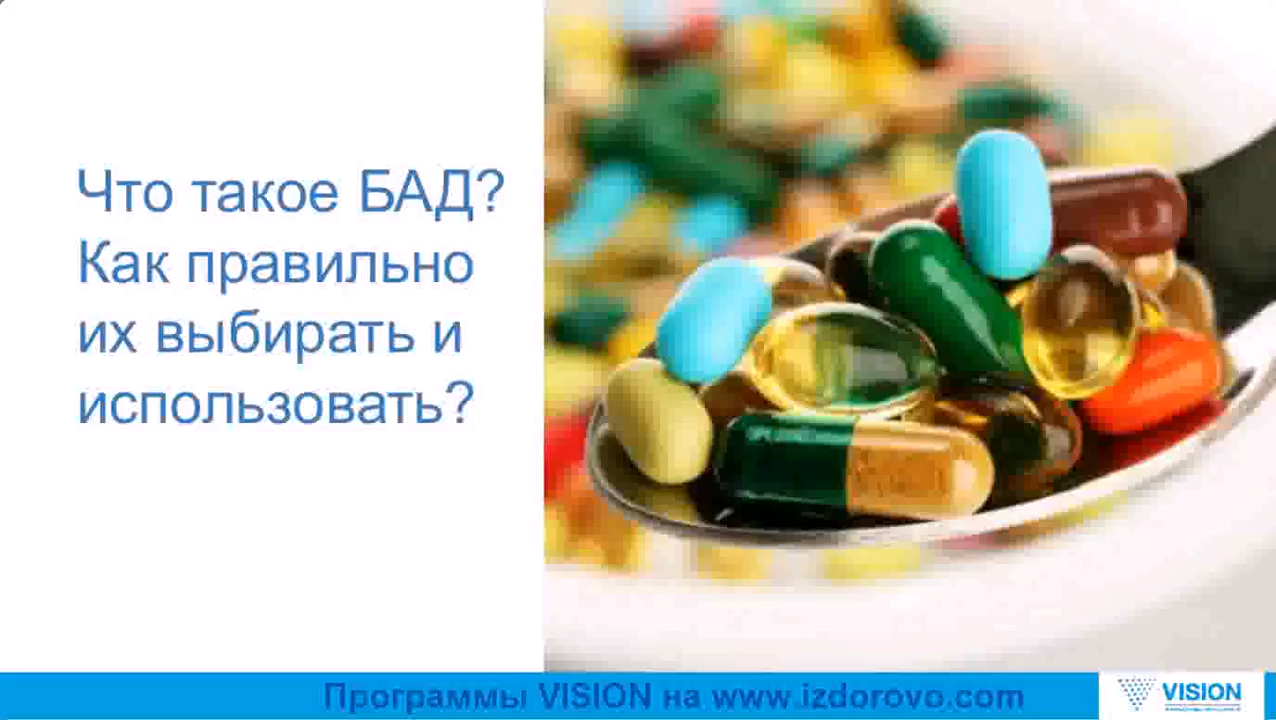 Что такое БАД?
Как правильно
их выбирать и
использовать?
Программы VISION на www.izdorovo.com
VISION